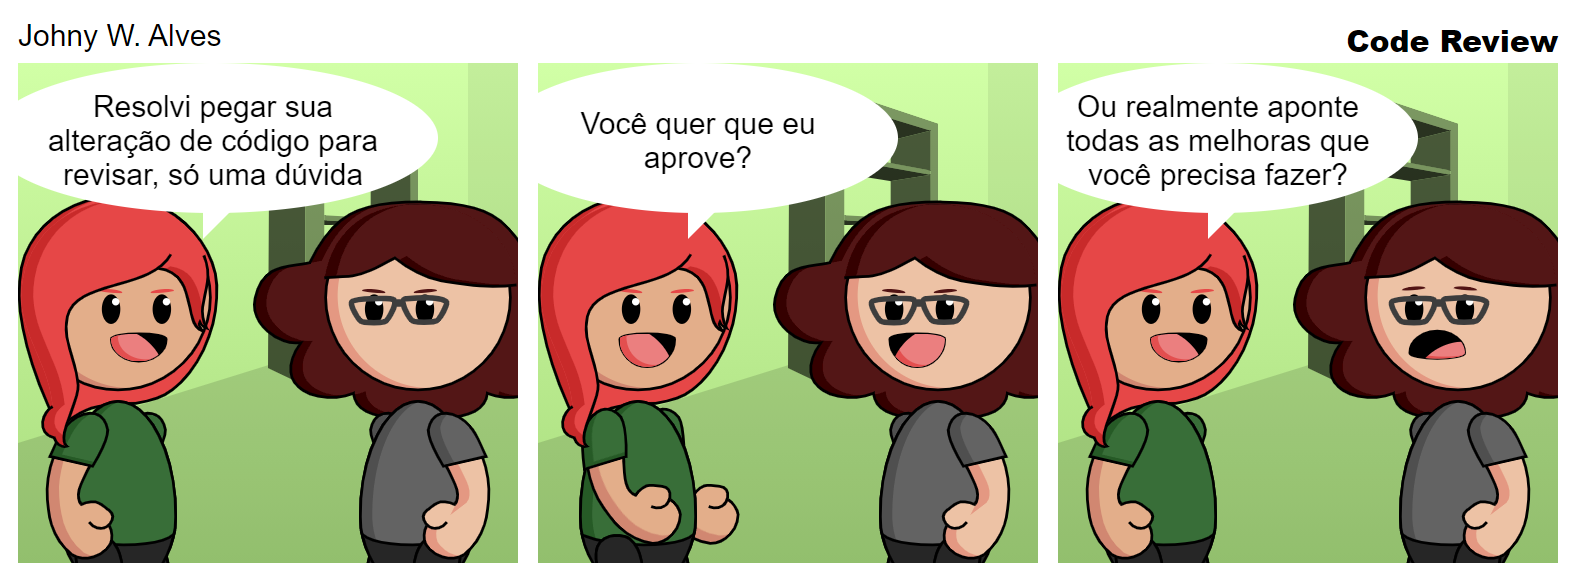 Johny W. Alves
Code Review
Resolvi pegar sua
alteração de código para
revisar, só uma dúvida
Você quer que eu
aprove?
Ou realmente aponte
todas as melhoras que
você precisa fazer?